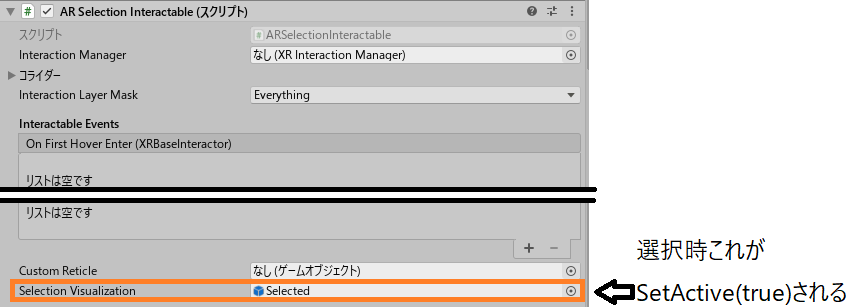 AR Selection Interactable (スクリプト)
スクリプト ARSelectionInteractable
Interaction Manager なし (XR Interaction Manager)
コライダー
Interaction Layer Mask Everything
Interactable Events
On First Hover Enter (XRBaseInteractor)
リストは空です
リストは空です
Custom Reticle なし (ゲームオブジェクト)
Selection Visualization Selected
選択時これが
SetActive(true)される